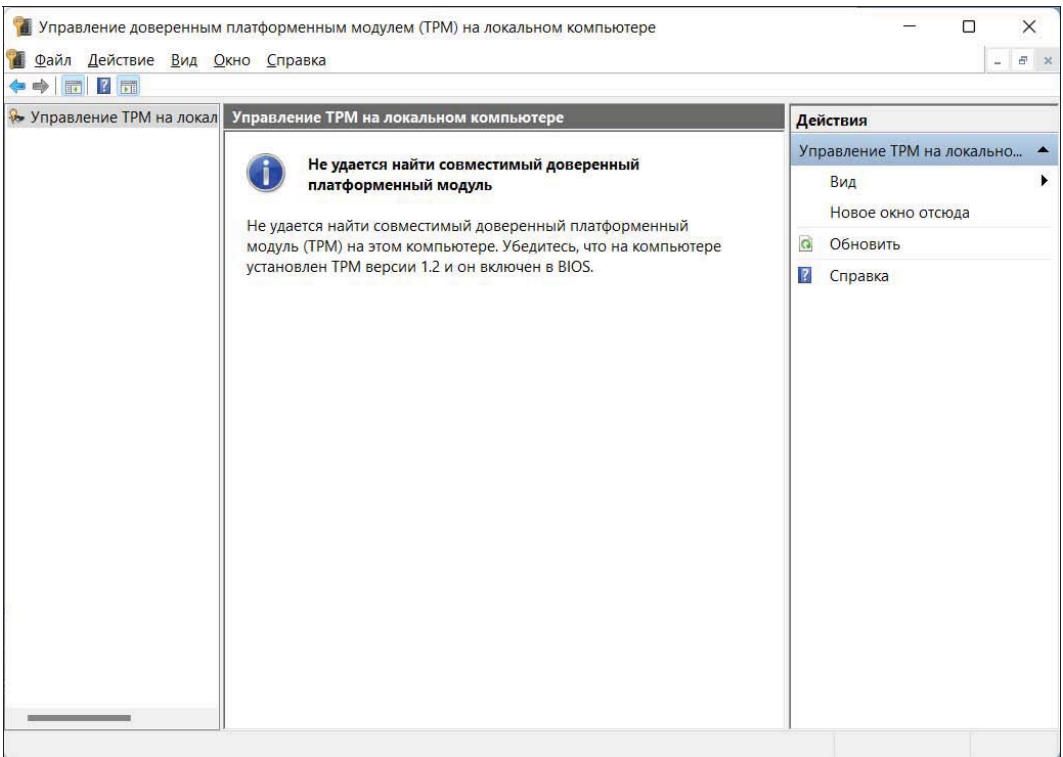 Управление доверенным платформенным модулем (TPM) на локальном компьютере
Файл Действие Вид Окно Справка
Управление TPM на локал
Управление TPM на локальном компьютере
Не удается найти совместимый доверенный
платформенный модуль
Не удается найти совместимый доверенный платформенный
модуль (TPM) на этом компьютере. Убедитесь, что на компьютере
установлен TPM версии 1.2 и он включен в BIOS.
Действия
Управление TPM на локально...
Вид
Новое окно отсюда
Обновить
Справка